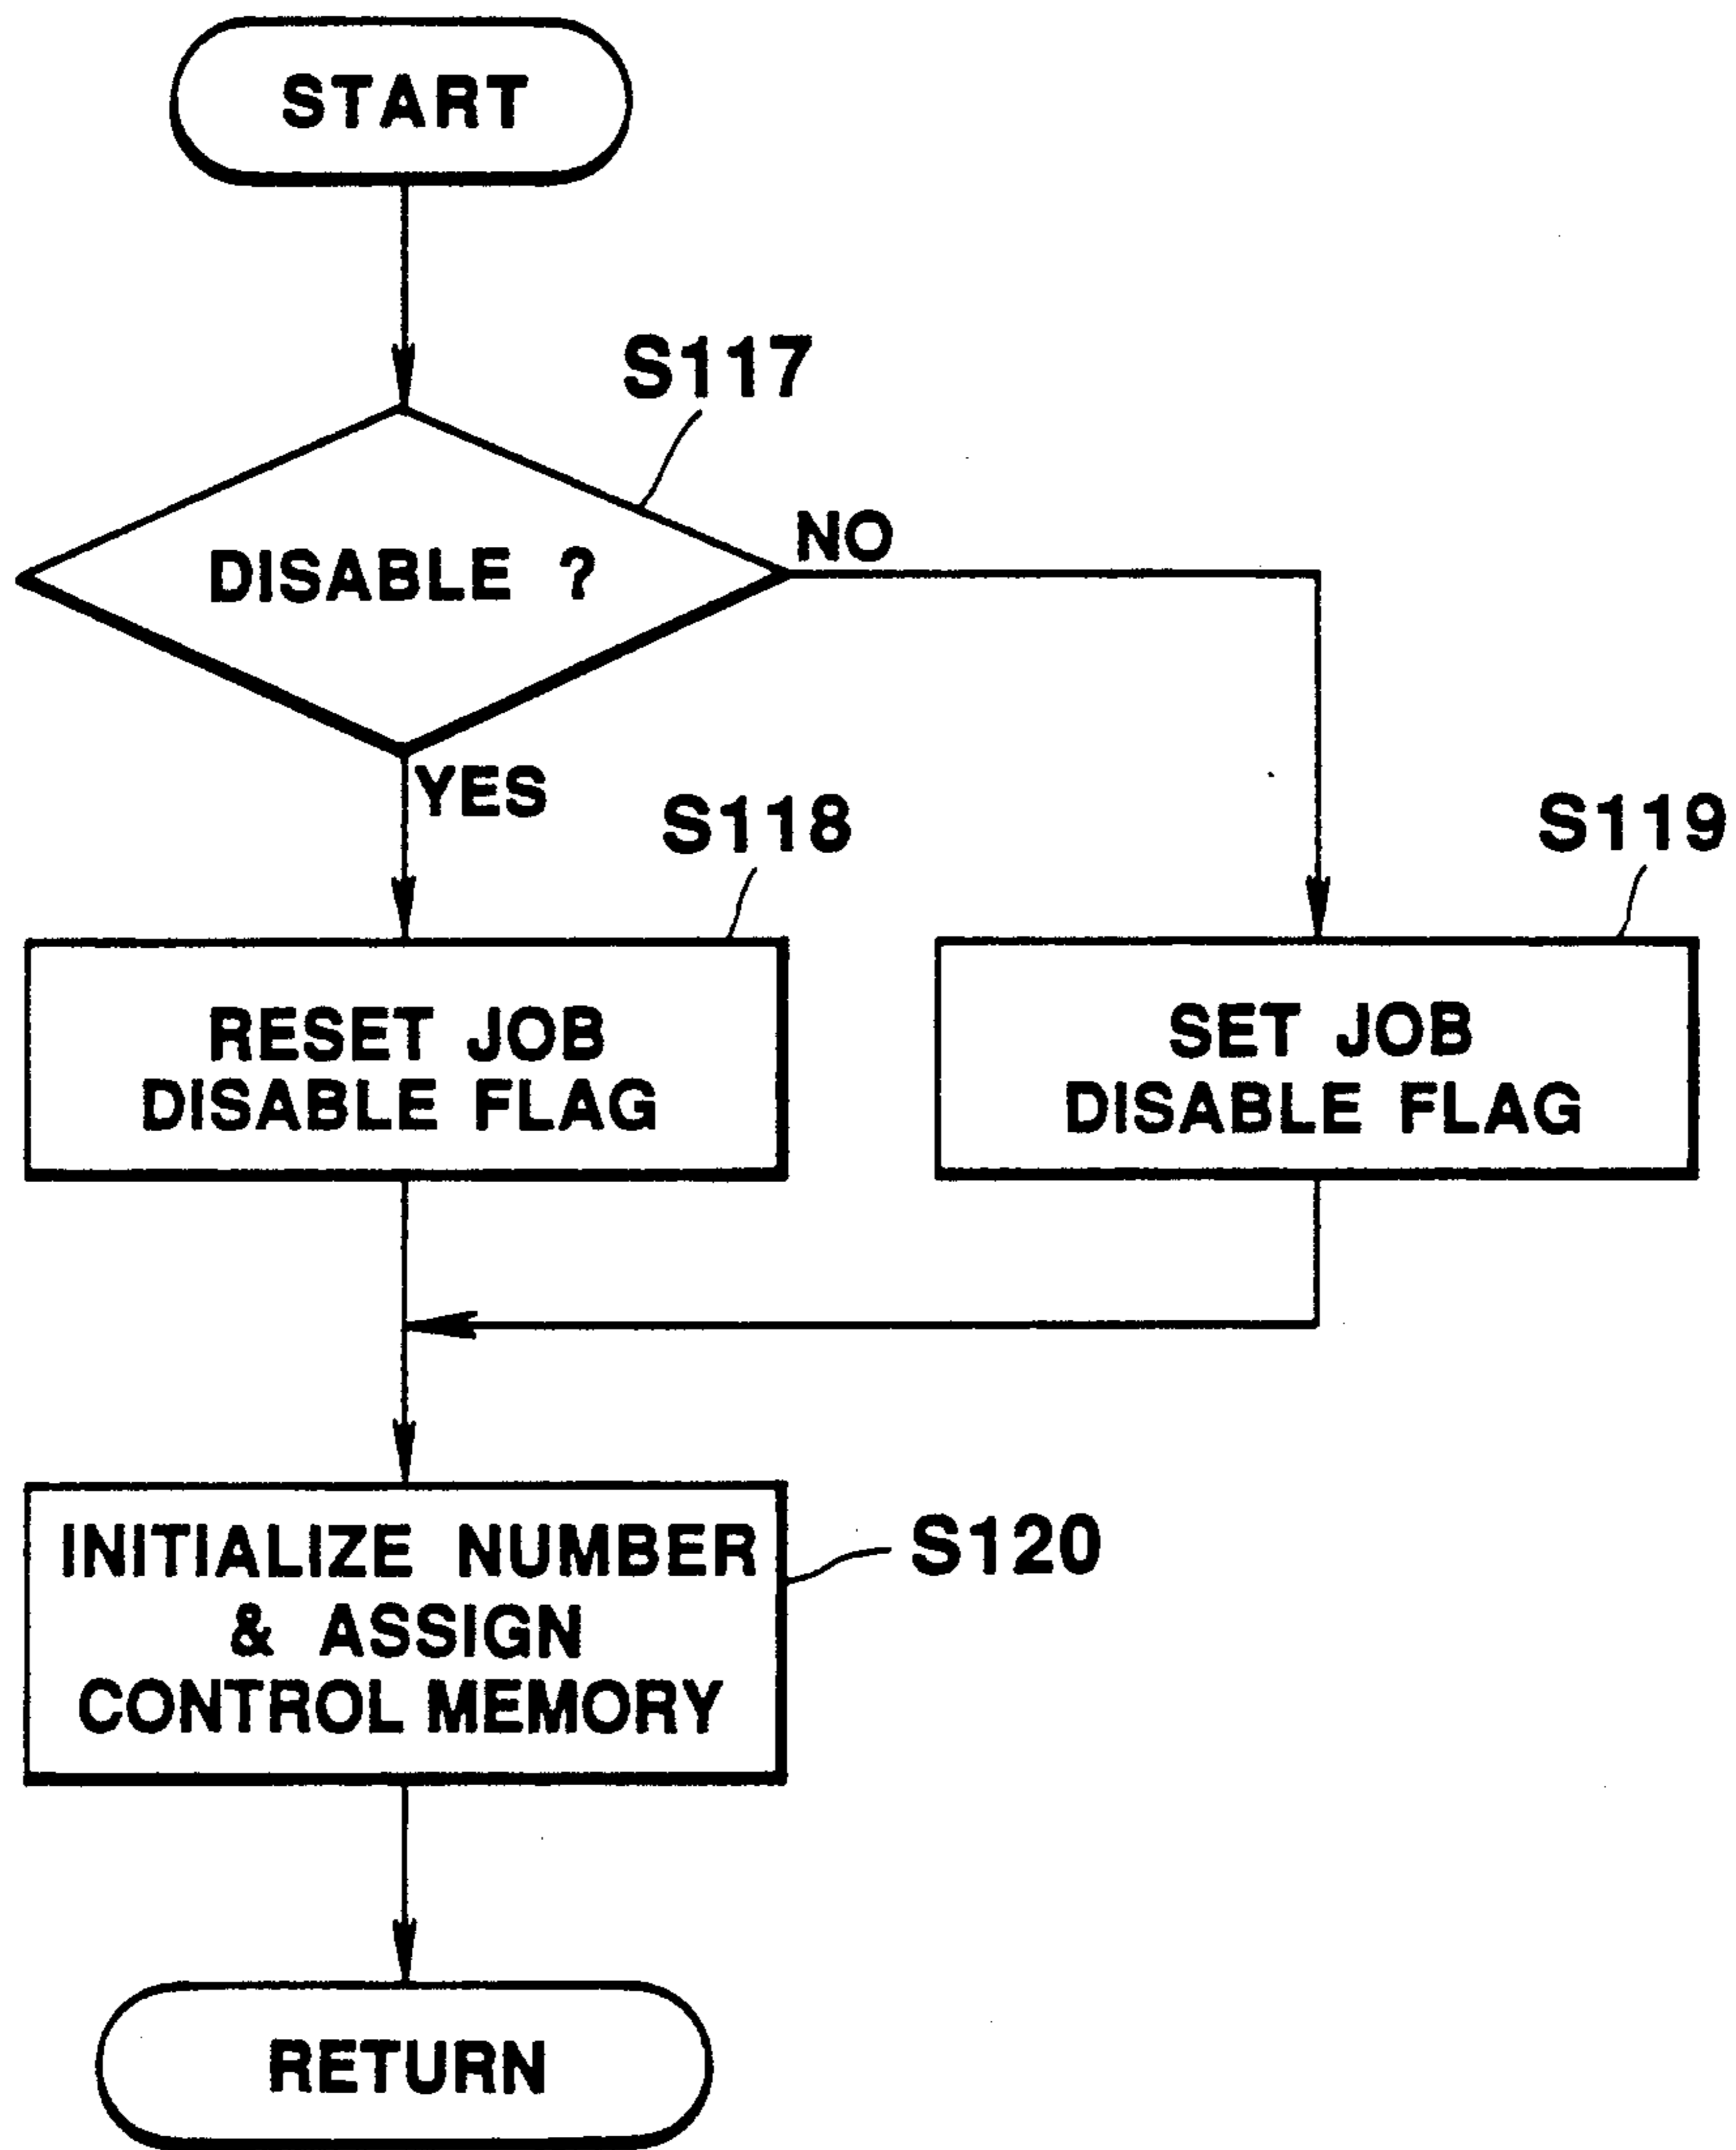 START
S117
DISABLE ?
NO
YES
S118
S119
RESET JOB
DISABLE FLAG
SET JOB
DISABLE FLAG
INITIALIZE NUMBER
& ASSIGN
CONTROL MEMORY
S120
RETURN